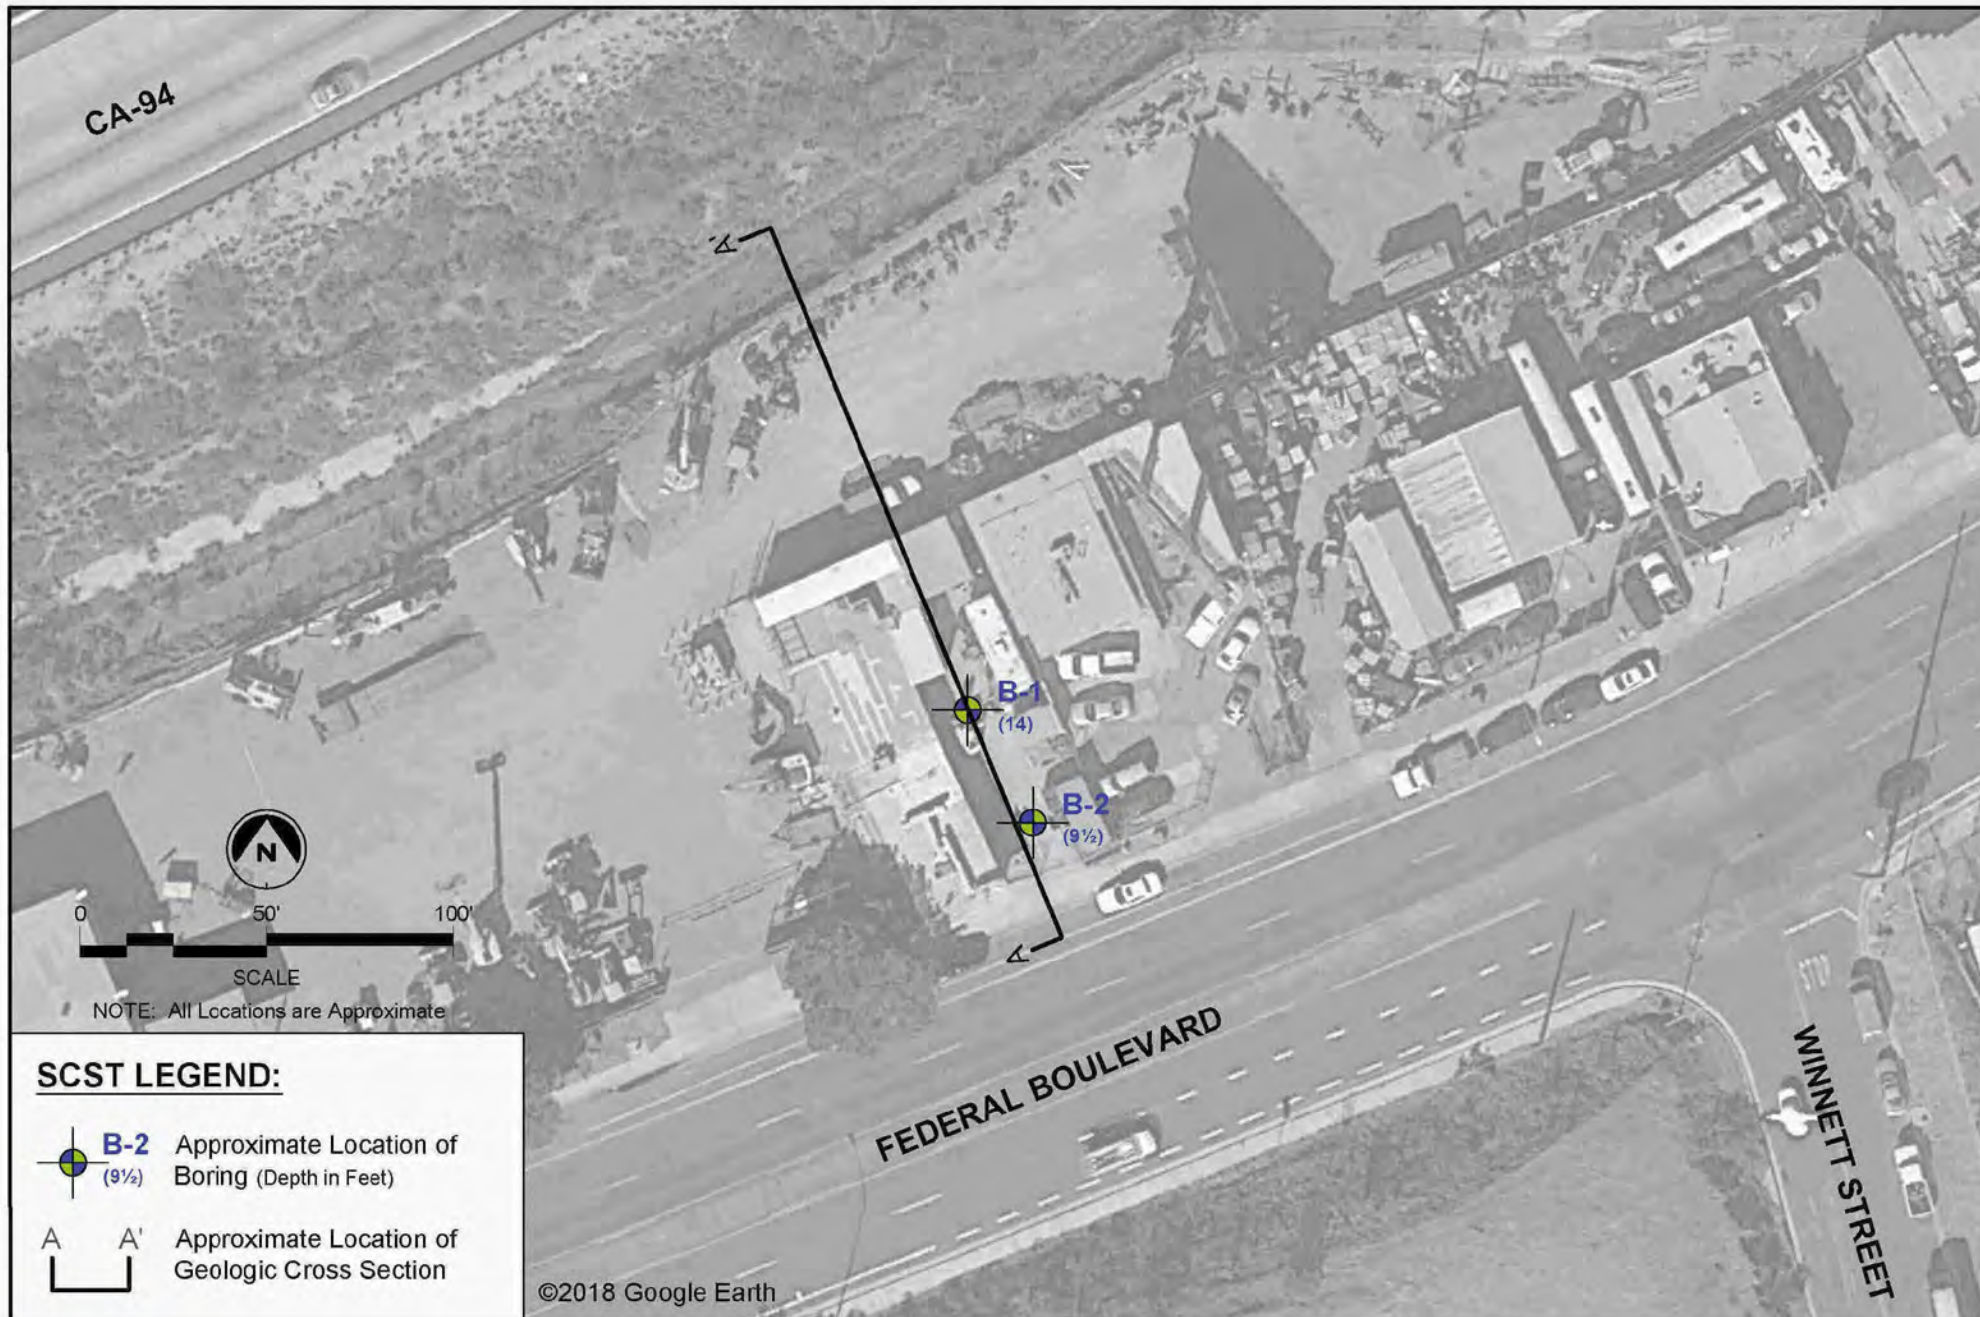 CA-94
A'
B-1
(14)
B-2
(9½)
N
0 50' 100'
SCALE
NOTE: All Locations are Approximate
A
FEDERAL BOULEVARD
WINNETT STREET
SCST LEGEND:
B-2 Approximate Location of
(9½) Boring (Depth in Feet)
A A' Approximate Location of
Geologic Cross Section
©2018 Google Earth